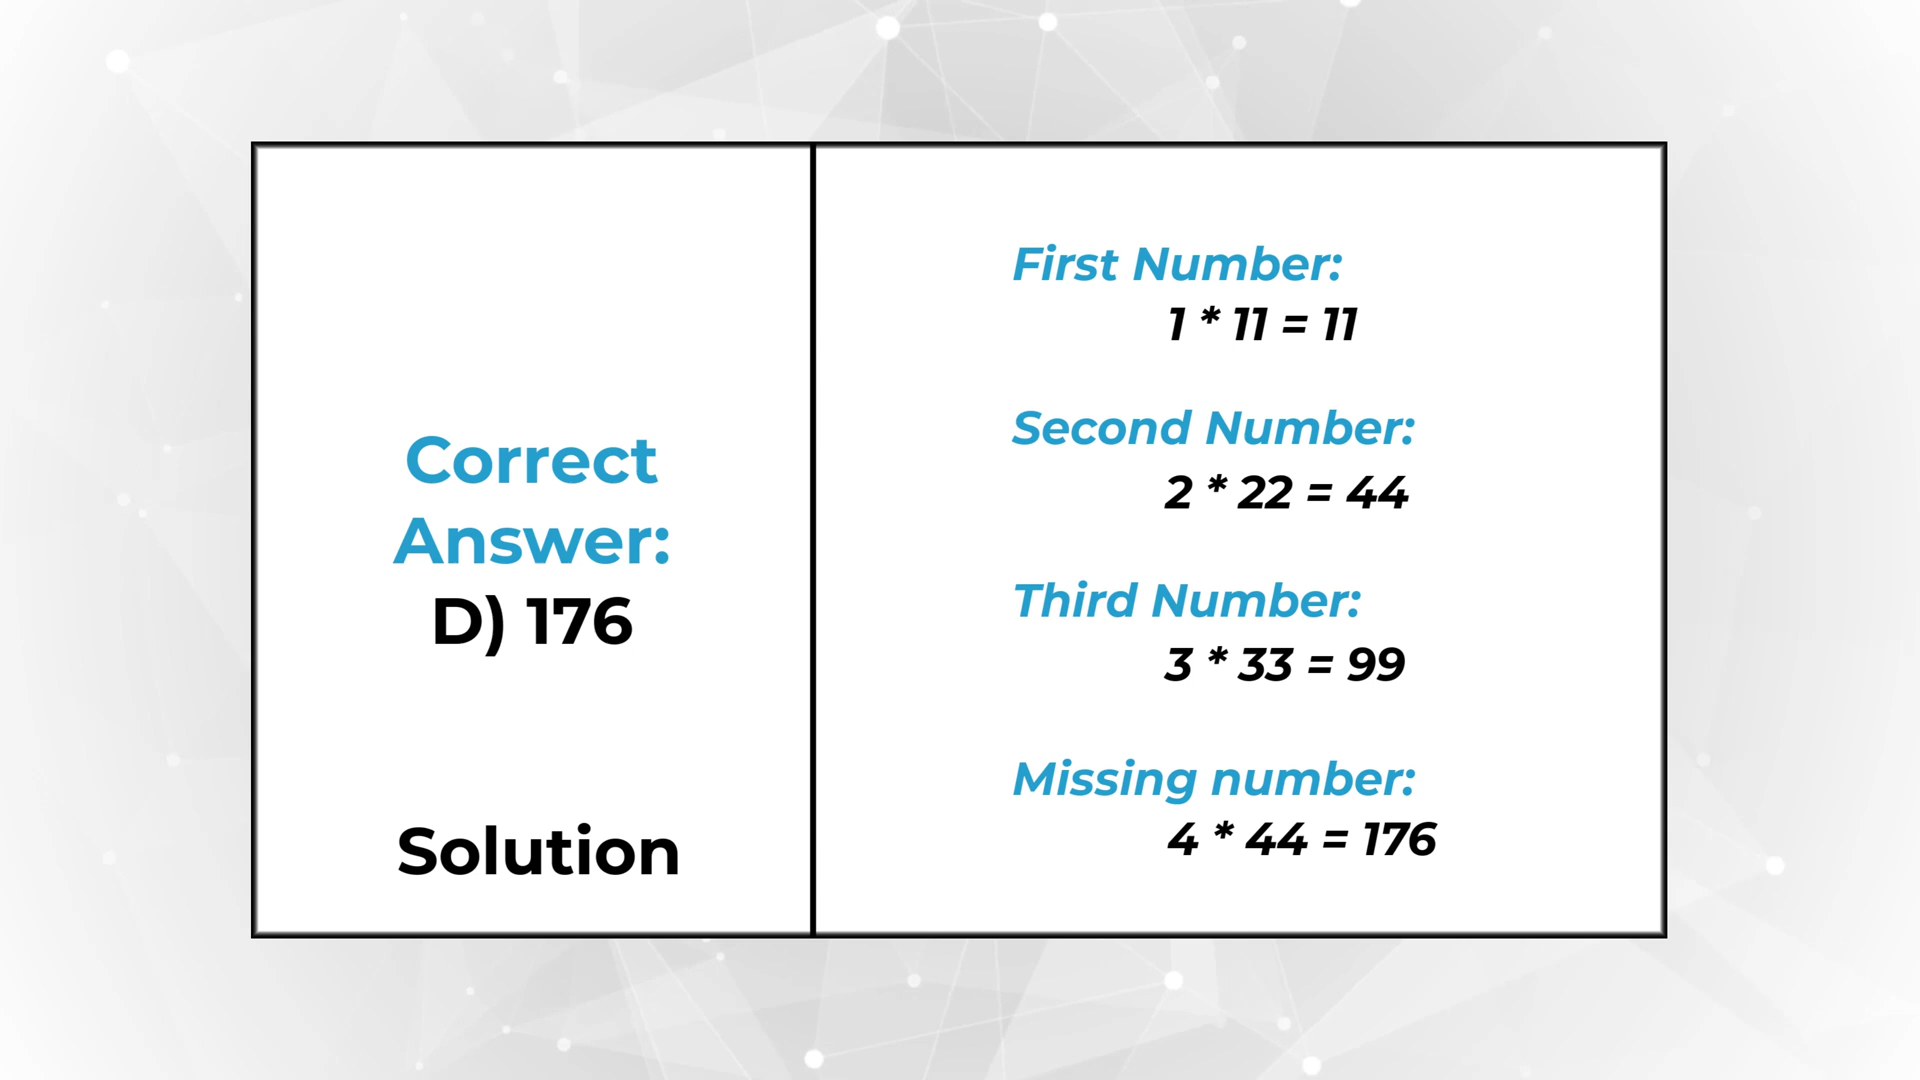 Correct
Answer:
D) 176
Solution
First Number:
1 * 11 = 11
Second Number:
2 * 22 = 44
Third Number:
3 * 33 = 99
Missing number:
4 * 44 = 176